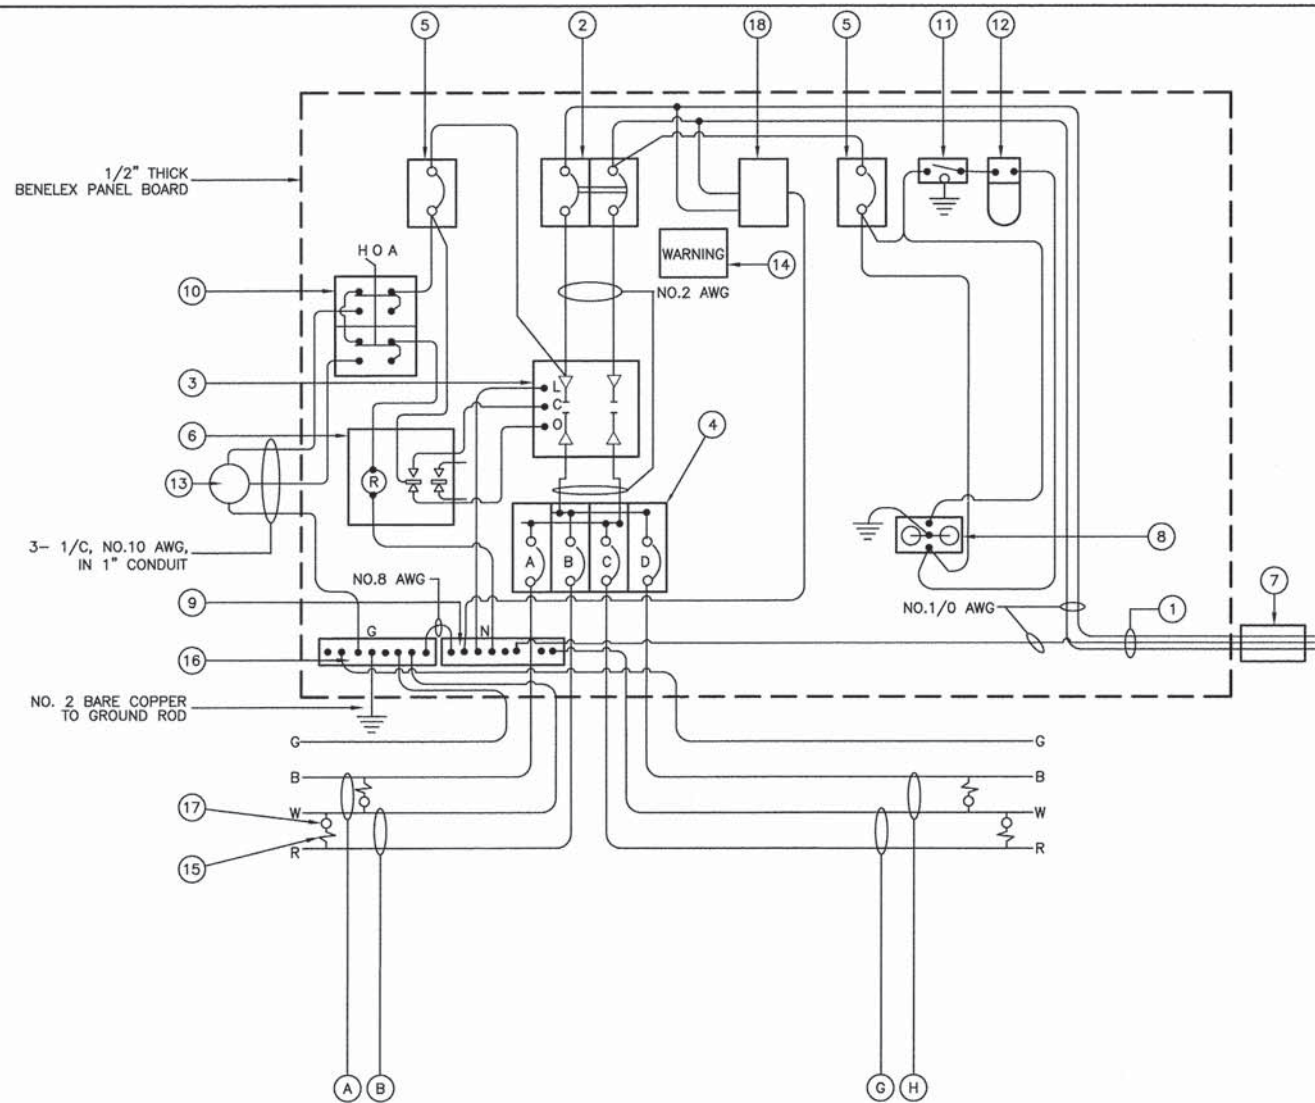 5
2
18
5
11
12
1/2" THICK
BENELEX PANEL BOARD
H O A
WARNING
14
10
NO.2 AWG
3
L
C
O
4
6
13
R
3– 1/C, NO.10 AWG,
IN 1" CONDUIT
A
B
C
D
8
NO.8 AWG
9
NO.1/0 AWG
1
7
G
N
16
NO. 2 BARE COPPER
TO GROUND ROD
G
G
B
B
17
W
W
15
R
R
A
B
G
H